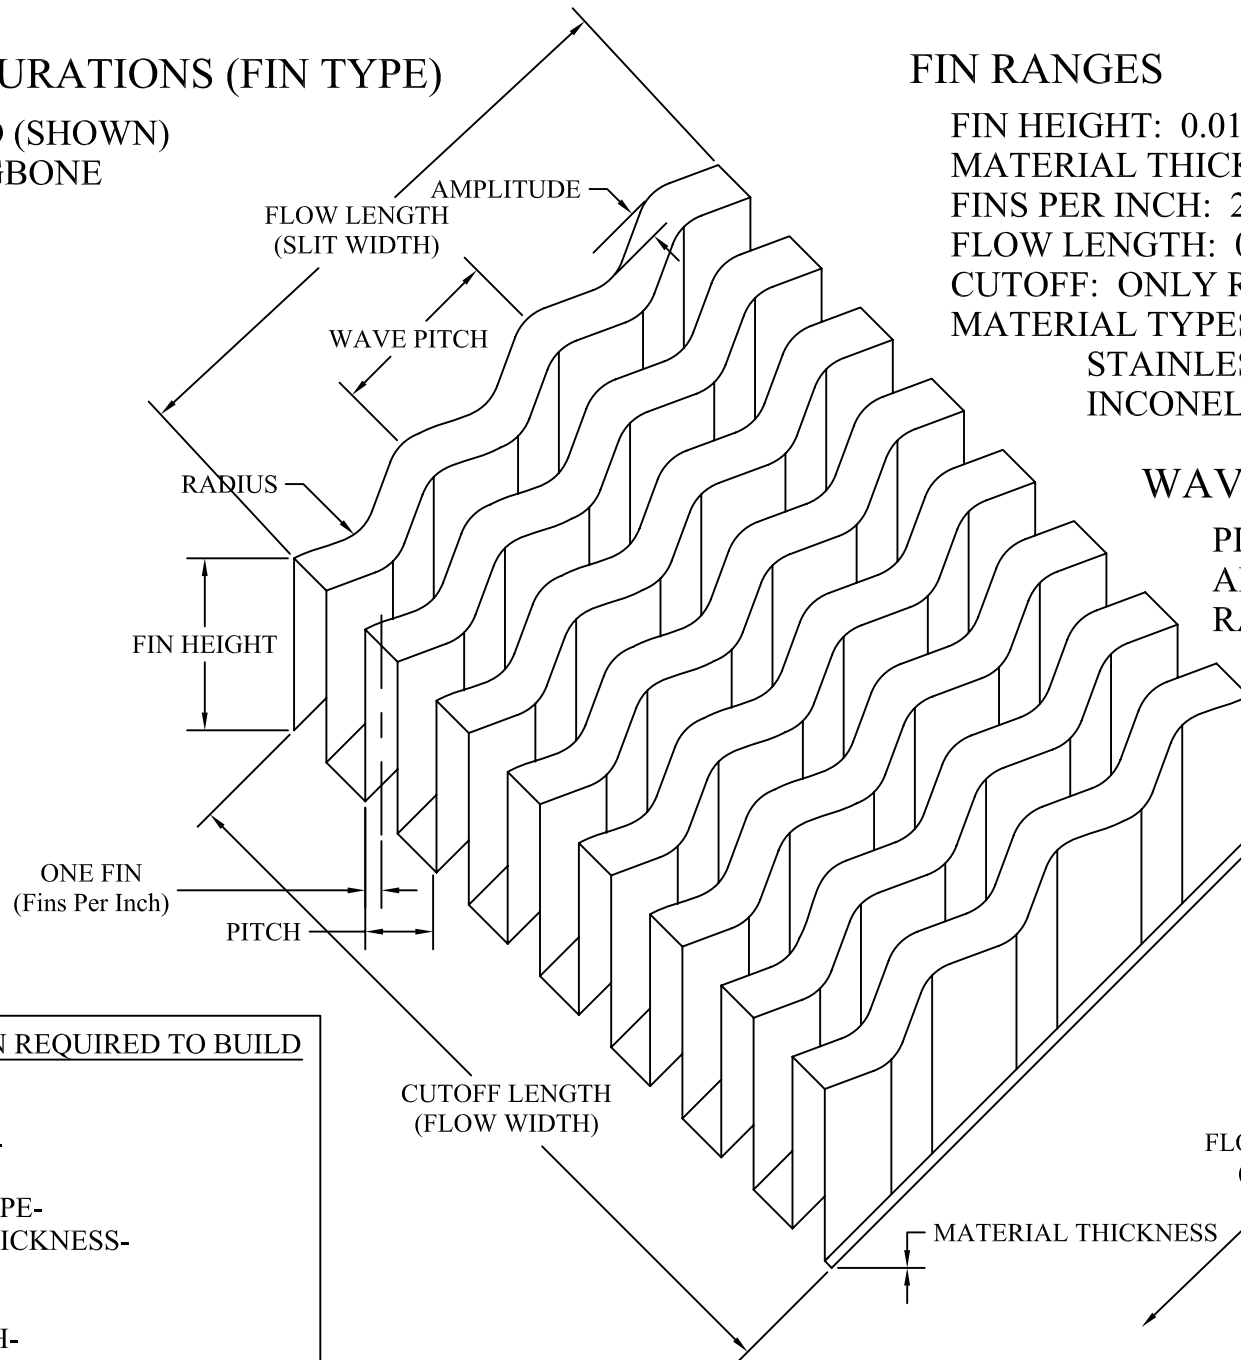 URATIONS (FIN TYPE)
(SHOWN)
GBONE
FIN RANGES
FIN HEIGHT: 0.01
MATERIAL THICK
FINS PER INCH: 2
FLOW LENGTH:
CUTOFF: ONLY R
MATERIAL TYPES
STAINLES
INCONEL
WAV
AMPLITUDE
FLOW LENGTH
(SLIT WIDTH)
WAVE PITCH
RADIUS
FIN HEIGHT
ONE FIN
(Fins Per Inch)
PITCH
N REQUIRED TO BUILD
-
PE-
ICKNESS-
H-
CUTOFF LENGTH
(FLOW WIDTH)
MATERIAL THICKNESS
FLO